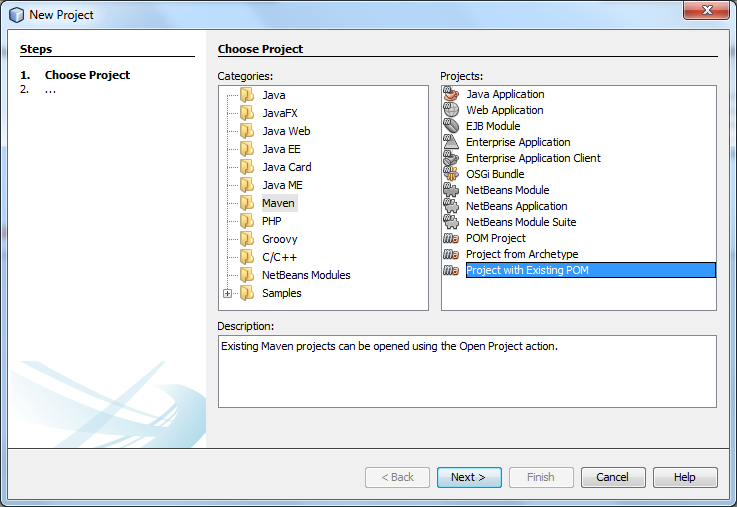 New Project
Steps
1. Choose Project
2. ...
Choose Project
Categories:
Java
JavaFX
Java Web
Java EE
Java Card
Java ME
Maven
PHP
Groovy
C/C++
NetBeans Modules
Samples
Projects:
Java Application
Web Application
EJB Module
Enterprise Application
Enterprise Application Client
OSGi Bundle
NetBeans Module
NetBeans Application
NetBeans Module Suite
POM Project
Project from Archetype
Project with Existing POM
Description:
Existing Maven projects can be opened using the Open Project action.
< Back
Next >
Finish
Cancel
Help